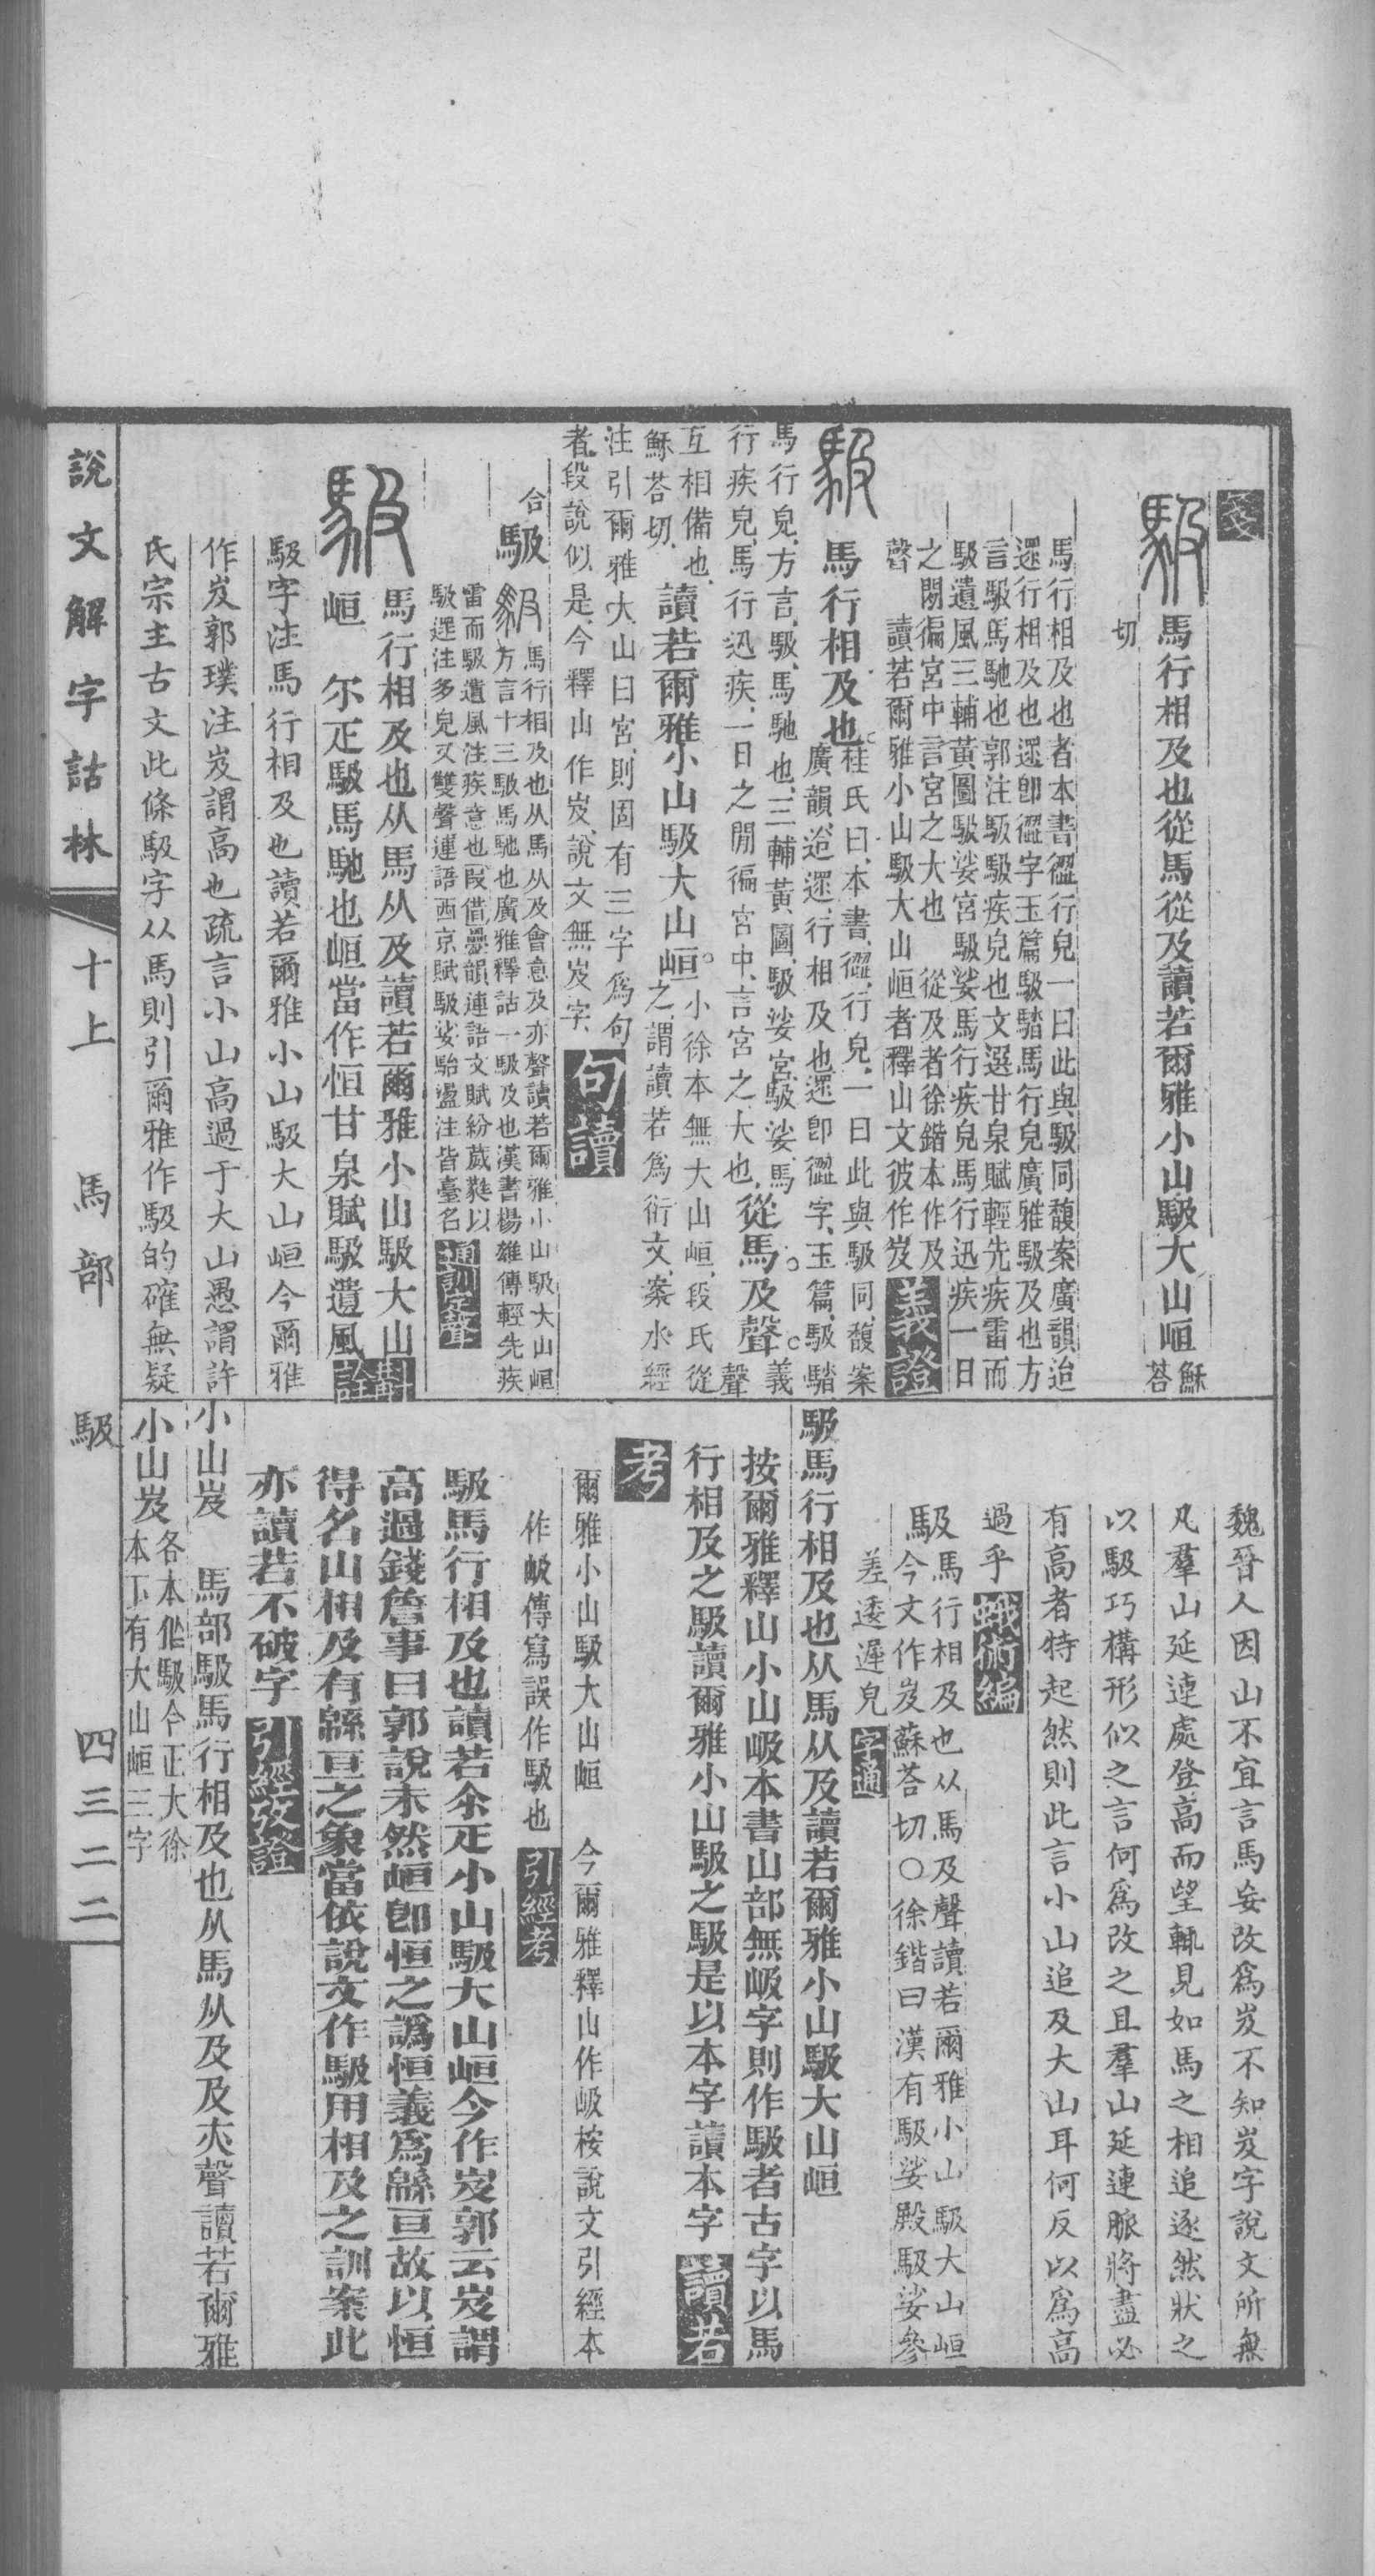 馬行相及也從馬從及讀若爾雅小山馺大山峘 穌荅
切
馬行相及也者本書𨙻行皃一曰此與馺同馥案廣韻迨
遝行相及也遝卽𨙻字玉篇馺騇馬行皃廣雅馺及也方
言馺馬馳也郭注馺馺疾皃也文選甘泉賦輕先疾雷而
馺遺風三輔黃圖馺娑宮馺娑馬行疾皃馬行迅疾一日
之閒徧宮中言宮之大也 從及者徐鍇本作及
聲 讀若爾雅小山馺大山峘者釋山文彼作岌 義證
馬行相及也 桂氏曰本書行皃一曰此與馺同馥案
廣韻迨遝行相及也遝卽字玉篇馺
馬行皃方言馺馬馳也三輔黃圖馺娑宮馺娑馬
行疾皃馬行迅疾一日之閒徧宮中言宮之大也 從馬及聲 義聲
互相備也 小徐本無大山峘段氏從
穌荅切 讀若爾雅小山馺大山峘 之謂讀若爲衍文案水經
注引爾雅大山曰宮則固有三字爲句
者段說似是今釋山作岌說文無岌字 句讀
合 馺 馬行相及也从馬从及會意及亦聲讀若爾雅小山馺大山峘
方言十三馺馬馳也廣雅釋詁一馺及也漢書楊雄傳輕先疾
雷而馺遺風注疾意也叚借疊韻連語文賦紛葳蕤以
馺遝注多皃又雙聲連語西京賦馺娑駘盪注皆臺名 通訓定聲
馬行相及也从馬从及讀若爾雅小山馺大山
峘 尔疋馺馬馳也峘當作恒甘泉賦馺遺風 斠詮
馺字注馬行相及也讀若爾雅小山馺大山峘今爾雅
作岌郭璞注岌謂高也疏言小山高過于大山愚謂許
氏宗主古文此條馺字从馬則引爾雅作馺的確無疑
魏晉人因山不宜言馬妄改爲岌不知岌字說文所無
凡羣山延連處登高而望輒見如馬之相追逐然狀之
以馺巧構形似之言何爲改之且羣山延連脈將盡必
有高者特起然則此言小山追及大山耳何反以爲高
過乎 蛾術編
馺馬行相及也从馬及聲讀若爾雅小山馺大山峘
今文作岌蘇荅切〇徐鍇曰漢有馺娑殿馺娑參
差逶遲皃 字通
馺馬行相及也从馬从及讀若爾雅小山馺大山峘
按爾雅釋山小山岋本書山部無岋字則作馺者古字以馬
行相及之馺讀爾雅小山馺之馺是以本字讀本字 讀若
考
爾雅小山馺大山峘 今爾雅釋山作岋桉說文引經本
作岋傳寫誤作馺也 引經考
馺馬行相及也讀若尒疋小山馺大山峘今作岌郭云岌謂
高過錢詹事曰郭說未然峘卽恒之譌恒義爲緜亘故以恒
得名山相及有緜亘之象當依說文作馺用相及之訓案此
亦讀若不破字 引經攷證
小山岌 馬部馺馬行相及也从馬从及及夾聲讀若爾雅
小山岌 各本作馺今正大徐
本下有大山峘三字
說文解字詁林 十上 馬部 馺 四三二二